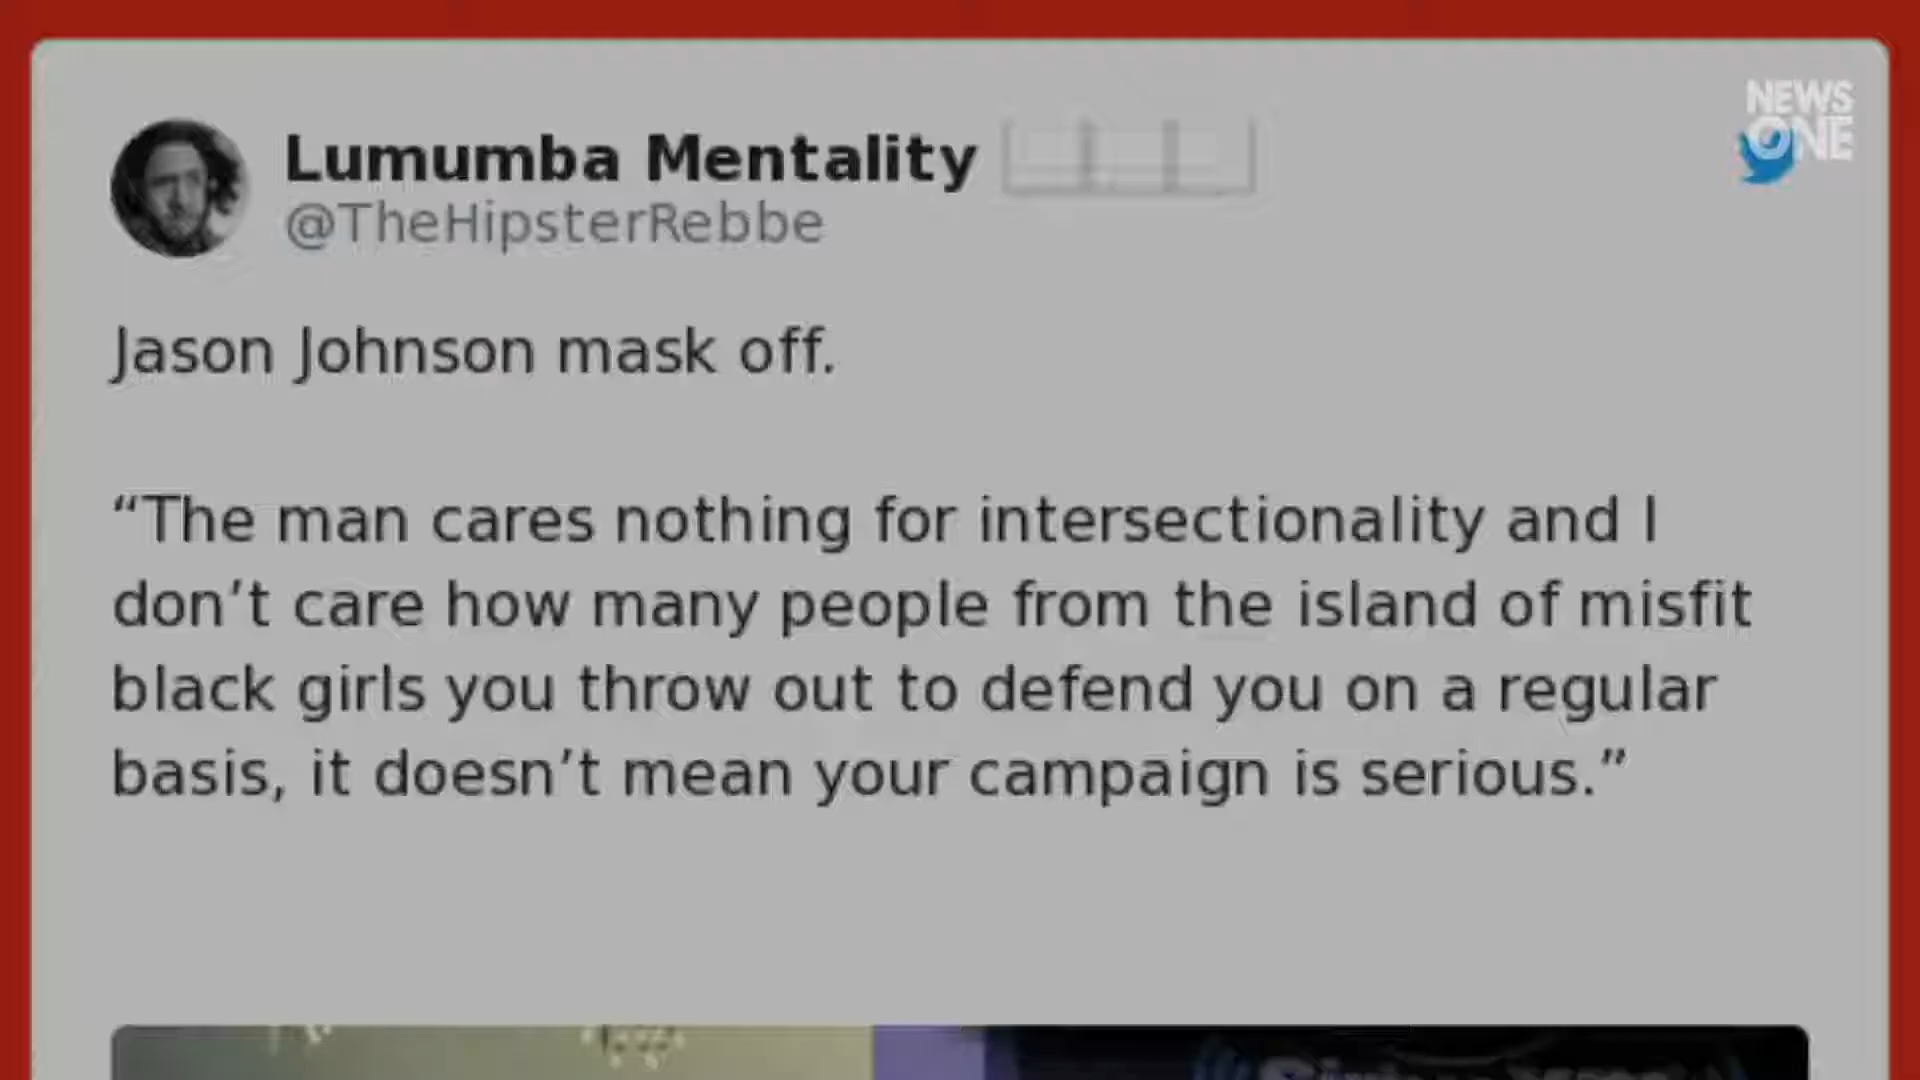 NEWS
ONE
Lumumba Mentality
@TheHipsterRebbe
Jason Johnson mask off.
“The man cares nothing for intersectionality and I
don’t care how many people from the island of misfit
black girls you throw out to defend you on a regular
basis, it doesn’t mean your campaign is serious.”